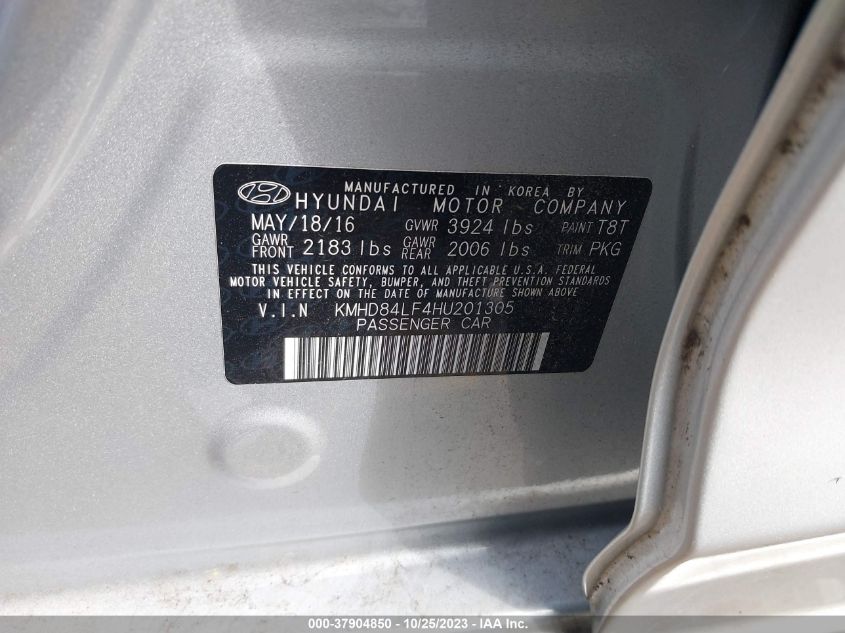 MANUFACTURED IN KOREA BY
HYUNDAI MOTOR COMPANY
MAY/18/16 GVWR 3924 lbs PAINT T8T
GAWR FRONT 2183 lbs GAWR REAR 2006 lbs TRIM PKG
THIS VEHICLE CONFORMS TO ALL APPLICABLE U.S.A. FEDERAL
MOTOR VEHICLE SAFETY, BUMPER, AND THEFT PREVENTION STANDARDS
IN EFFECT ON THE DATE OF MANUFACTURE SHOWN ABOVE
V.I.N KMHD84LF4HU201305
PASSENGER CAR
000-37904850 - 10/25/2023 - IAA Inc.